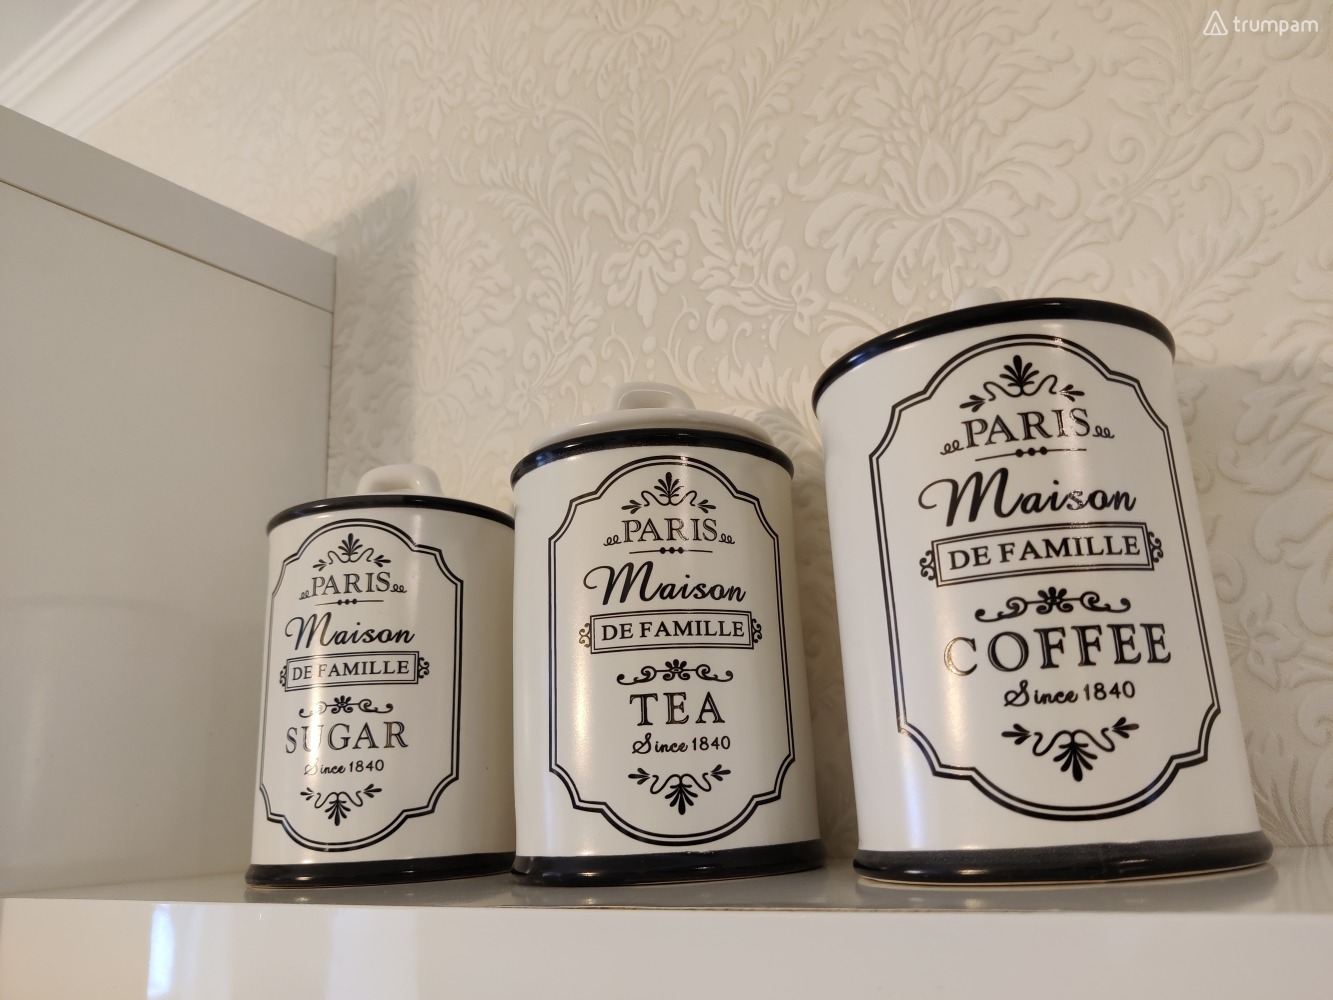 trumpam
PARIS
Maison
DE FAMILLE
SUGAR
Since 1840
PARIS
Maison
DE FAMILLE
TEA
Since 1840
PARIS
Maison
DE FAMILLE
COFFEE
Since 1840